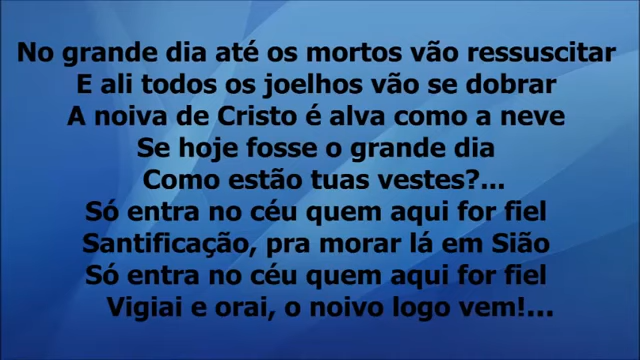 No grande dia até os mortos vão ressuscitar
E ali todos os joelhos vão se dobrar
A noiva de Cristo é alva como a neve
Se hoje fosse o grande dia
Como estão tuas vestes?...
Só entra no céu quem aqui for fiel
Santificação, pra morar lá em Sião
Só entra no céu quem aqui for fiel
Vigiai e orai, o noivo logo vem!...